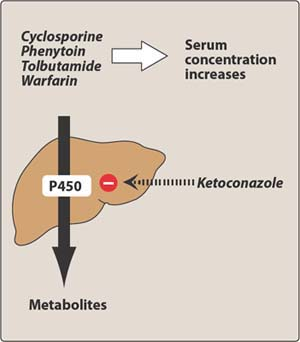 Cyclosporine
Phenytoin
Tolbutamide
Warfarin
Serum
concentration
increases
P450
Ketoconazole
Metabolites